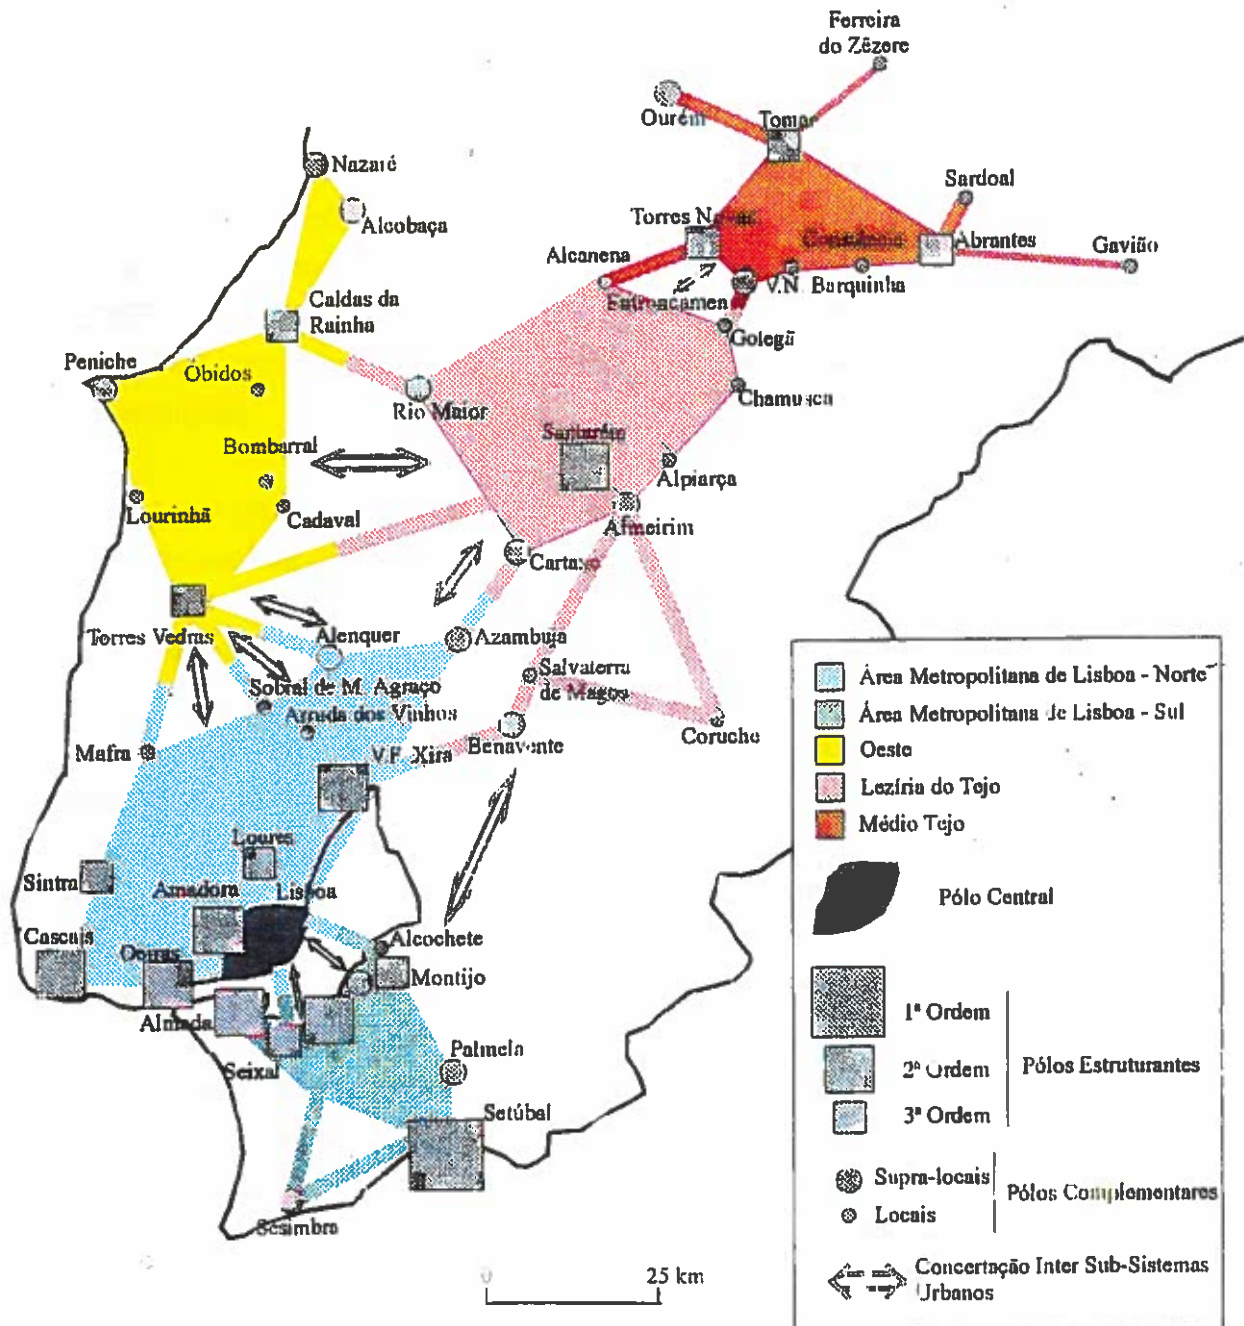 Ferreira
do Zêzere
Ourém
Tomar
Nazaré
Sardoal
Alcobaça
Torres Novas
Constância
Abrantes
Gavião
Alcanena
Entroncamento
V.N. Barquinha
Caldas da
Rainha
Golegã
Peniche
Óbidos
Chamusca
Rio Maior
Santarém
Bombarral
Alpiarça
Lourinhã
Cadaval
Almeirim
Cartaxo
Torres Vedras
Alenquer
Azambuja
Salvaterra
de Magos
Sobral de M. Agraço
Arruda dos Vinhos
Coruche
Mafra
V.F. Xira
Benavente
Loures
Sintra
Amadora
Lisboa
Cascais
Oeiras
Alcochete
Montijo
Almada
Seixal
Palmela
Setúbal
Sesimbra
0
25 km
Área Metropolitana de Lisboa - Norte
Área Metropolitana de Lisboa - Sul
Oeste
Lezíria do Tejo
Médio Tejo
Pólo Central
1ª Ordem
2ª Ordem
3ª Ordem
Pólos Estruturantes
Supra-locais
Locais
Pólos Complementares
Concertação Inter Sub-Sistemas
Urbanos